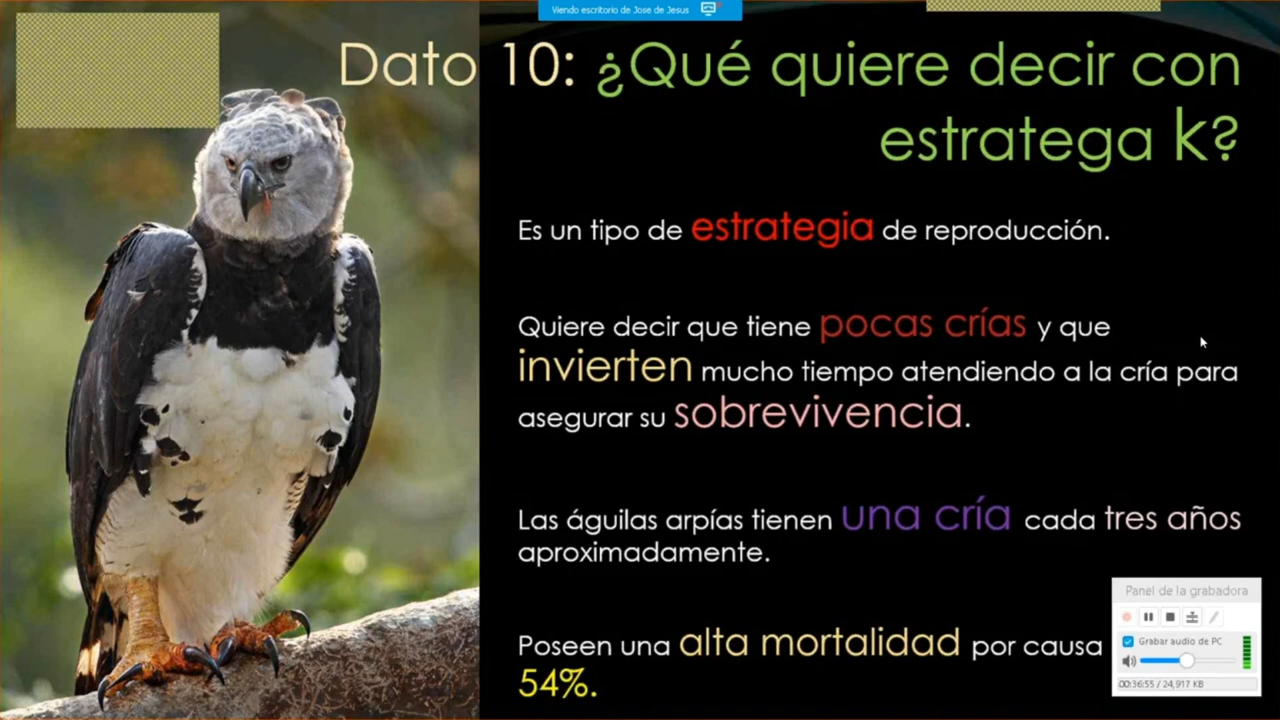 Viendo escritorio de Jose de Jesus
Dato 10: ¿Qué quiere decir con
estratega k?
Es un tipo de estrategia de reproducción.
Quiere decir que tiene pocas crías y que
invierten mucho tiempo atendiendo a la cría para
asegurar su sobrevivencia.
Las águilas arpías tienen una cría cada tres años
aproximadamente.
Poseen una alta mortalidad por causa
54%.
Panel de la grabadora
Grabar audio de PC
00:36:55 / 24,917 KB